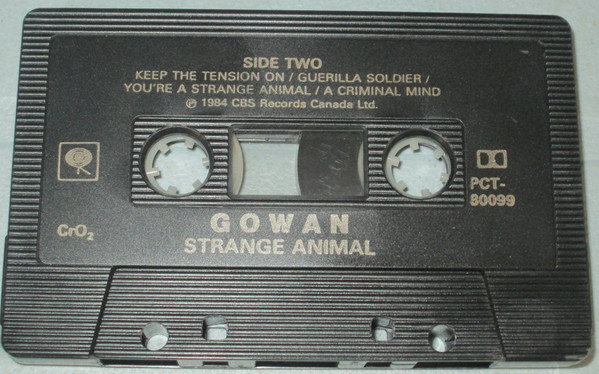 SIDE TWO
KEEP THE TENSION ON / GUERILLA SOLDIER /
YOU'RE A STRANGE ANIMAL / A CRIMINAL MIND
℗ 1984 CBS Records Canada Ltd.
PCT-
80099
CrO₂
GOWAN
STRANGE ANIMAL